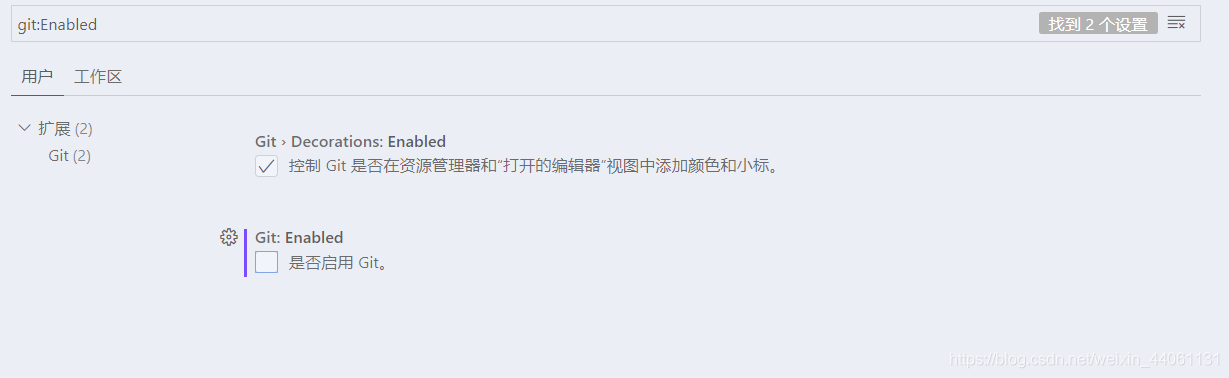 git:Enabled
找到 2 个设置
用户 工作区
扩展 (2)
Git (2)
Git › Decorations: Enabled
控制 Git 是否在资源管理器和“打开的编辑器”视图中添加颜色和小标。
Git: Enabled
是否启用 Git。
https://blog.csdn.net/weixin_44061131